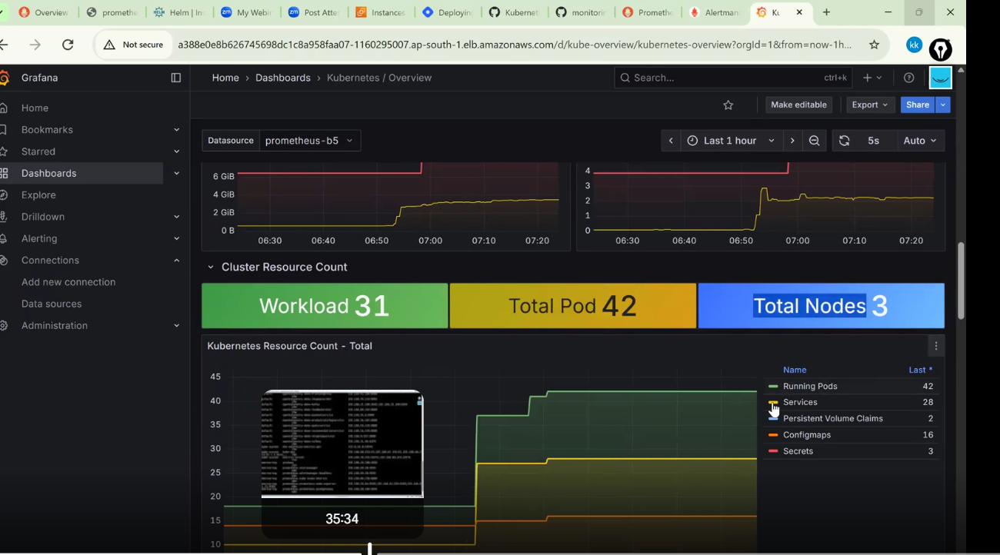 Overview
promethe
Helm | In
My Webin
Post Atte
Instances
Deploying
Kubernet
monitorin
Promethe
Alertman
Ku
Not secure
a388e0e8b626745698dc1c8a958faa07-1160295007.ap-south-1.elb.amazonaws.com/d/kube-overview/kubernetes-overview?orgId=1&from=now-1h...
kk
Grafana
Home › Dashboards › Kubernetes / Overview
Search...
ctrl+k
Make editable
Export
Share
Home
Bookmarks
Starred
Dashboards
Explore
Drilldown
Alerting
Connections
Add new connection
Data sources
Administration
Datasource
prometheus-b5
Last 1 hour
5s
Auto
6 GiB
4 GiB
2 GiB
0 B
06:30 06:40 06:50 07:00 07:10 07:20
4
3
2
1
0
06:30 06:40 06:50 07:00 07:10 07:20
Cluster Resource Count
Workload 31
Total Pod 42
Total Nodes 3
Kubernetes Resource Count - Total
45
40
35
30
25
20
15
10
Name Last *
Running Pods 42
Services 28
Persistent Volume Claims 2
Configmaps 16
Secrets 3
35:34